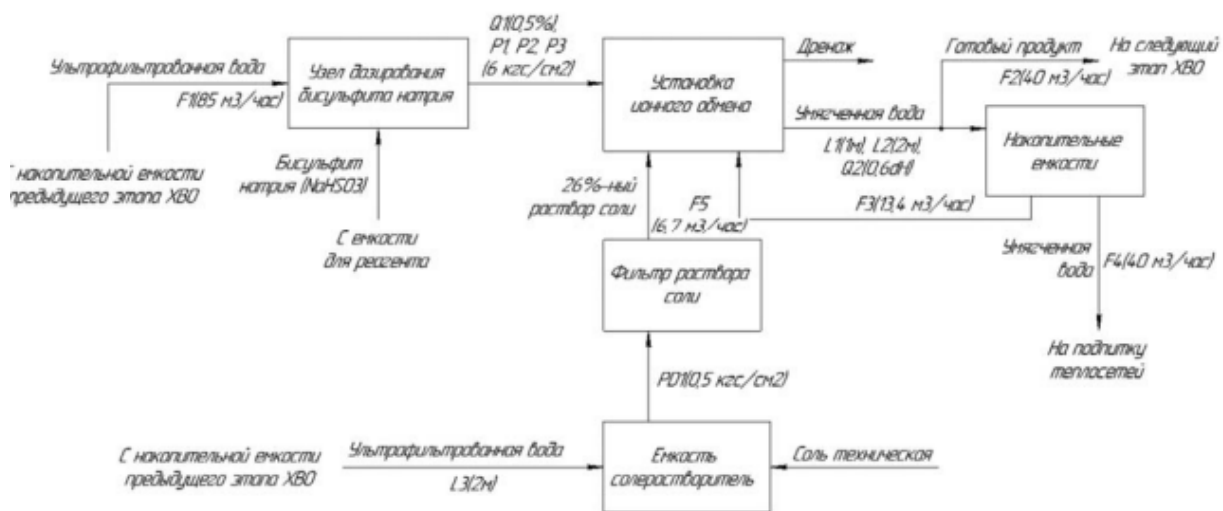 Ультрафильтрованная вода
F1(85 м3/час)
С накопительной емкости
предыдущего этапа ХВО
Узел дозирования
бисульфита натрия
Бисульфит
натрия (NaHSO3)
С емкости
для реагента
Q1(0,5%),
P1, P2, P3
(6 кгс/см2)
Установка
ионного обмена
Дренаж
Готовый продукт
F2(40 м3/час)
На следующий
этап ХВО
Умягченная вода
L1(1м), L2(2м),
Q2(0,6dH)
Накопительные
емкости
26%-ный
раствор соли
F5
(6,7 м3/час)
F3(13,4 м3/час)
Умягченная
вода
F4(40 м3/час)
На подпитку
теплосетей
Фильтр раствора
соли
PD1(0,5 кгс/см2)
С накопительной емкости
предыдущего этапа ХВО
Ультрафильтрованная вода
L3(2м)
Емкость
солерастворитель
Соль техническая